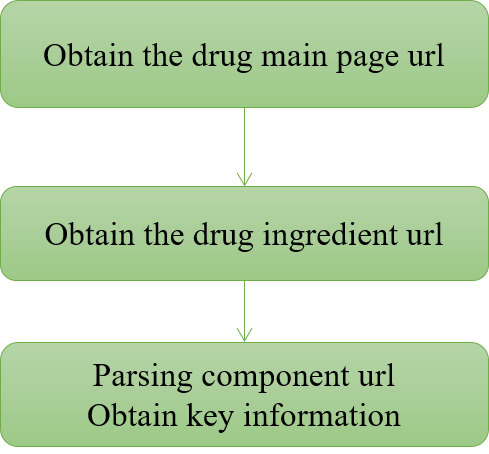 Obtain the drug main page url
Obtain the drug ingredient url
Parsing component url
Obtain key information